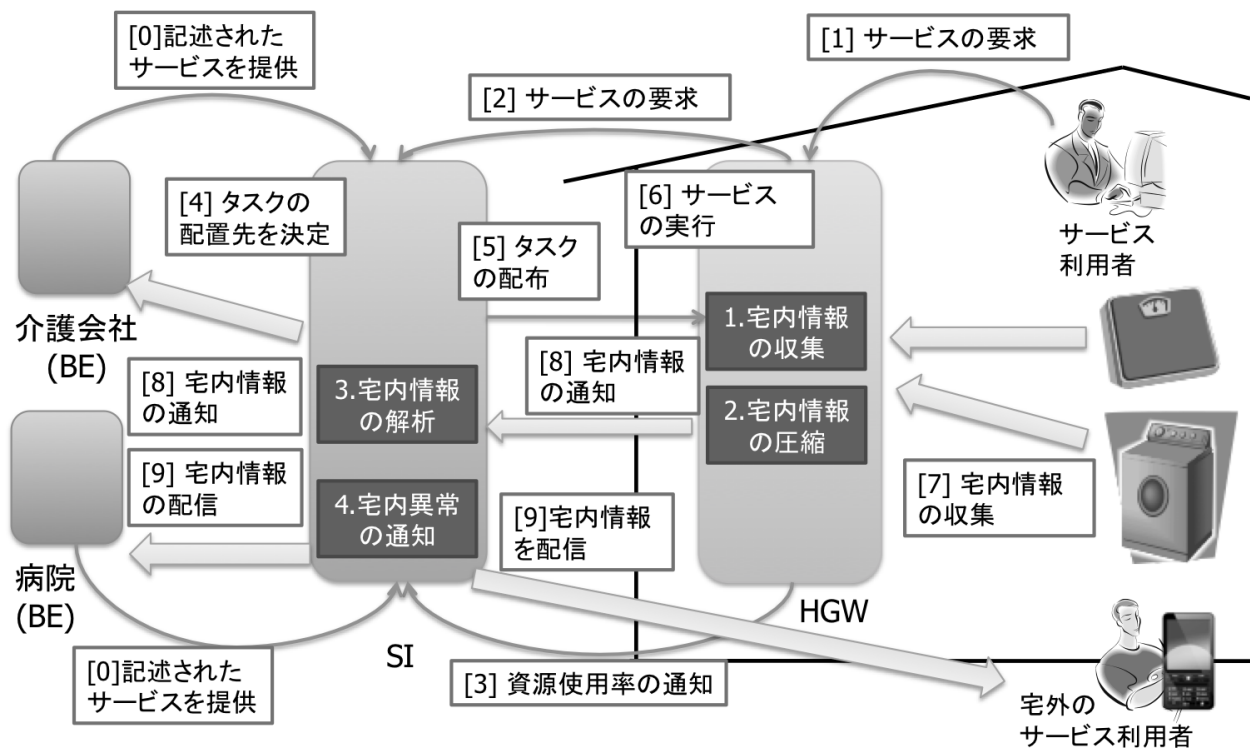 [0]記述された
サービスを提供
[1] サービスの要求
[2] サービスの要求
[4] タスクの
配置先を決定
[6] サービス
の実行
[5] タスク
の配布
サービス
利用者
介護会社
(BE)
1.宅内情報
の収集
[8] 宅内情報
の通知
3.宅内情報
の解析
[8] 宅内情報
の通知
2.宅内情報
の圧縮
[9] 宅内情報
の配信
4.宅内異常
の通知
[9]宅内情報
を配信
[7] 宅内情報
の収集
病院
(BE)
SI
HGW
[0]記述された
サービスを提供
[3] 資源使用率の通知
宅外の
サービス利用者